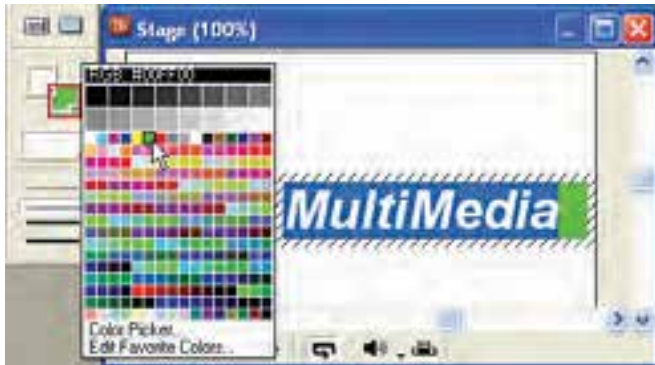 Stage (100%)
RGB #00FF00
MultiMedia
Color Picker...
Edit Favorite Colors...